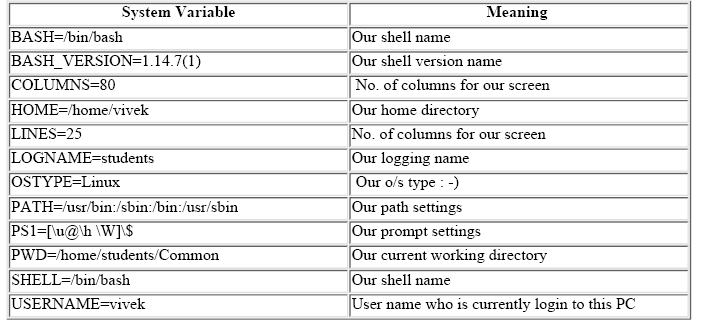 System Variable Meaning
BASH=/bin/bash Our shell name
BASH_VERSION=1.14.7(1) Our shell version name
COLUMNS=80 No. of columns for our screen
HOME=/home/vivek Our home directory
LINES=25 No. of columns for our screen
LOGNAME=students Our logging name
OSTYPE=Linux Our o/s type : -)
PATH=/usr/bin:/sbin:/bin:/usr/sbin Our path settings
PS1=[\u@\h \W]\$ Our prompt settings
PWD=/home/students/Common Our current working directory
SHELL=/bin/bash Our shell name
USERNAME=vivek User name who is currently login to this PC